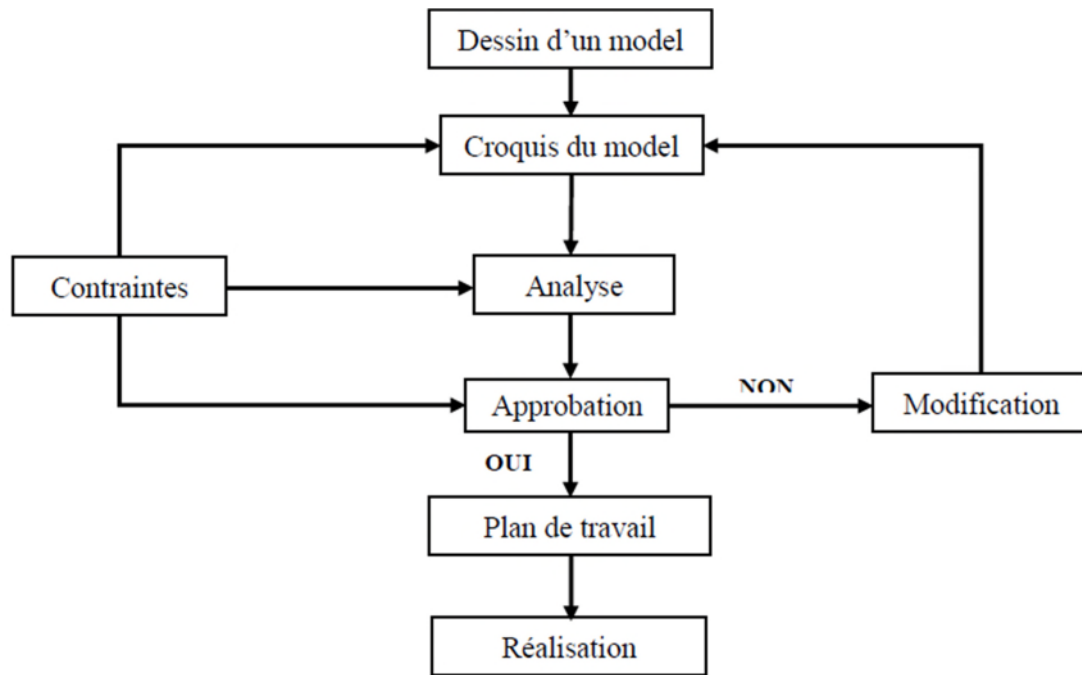 Dessin d’un model
Croquis du model
Contraintes
Analyse
Approbation
NON
Modification
OUI
Plan de travail
Réalisation